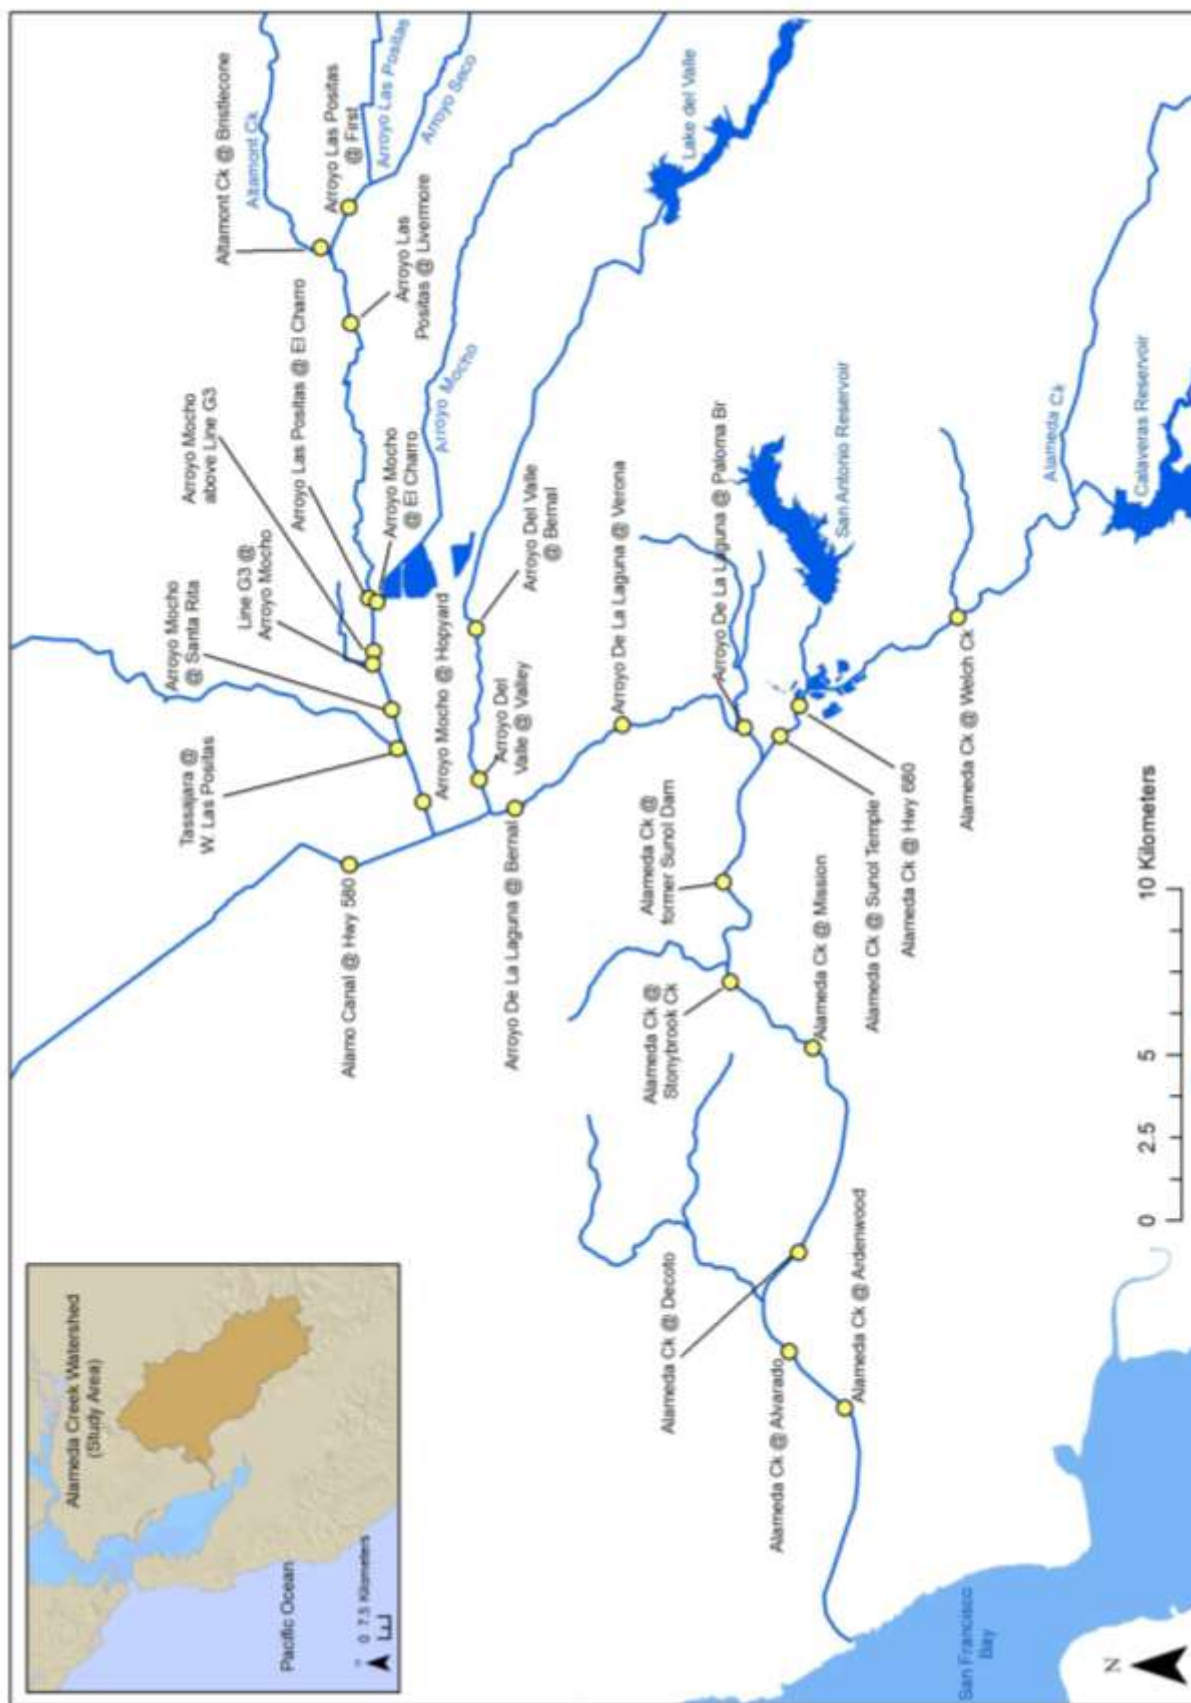 Alameda Creek Watershed
(Study Area)
Pacific Ocean
0 7.5 Kilometers
Altamont Ck @ Bristlecone
Altamont Ck
Arroyo Las Positas
@ First
Arroyo Las Positas
Arroyo Seco
Arroyo Las
Positas @ Livermore
Arroyo Las Positas @ El Charro
Arroyo Mocho
above Line G3
Line G3 @
Arroyo Mocho
Arroyo Mocho
@ Santa Rita
Tassajara @
W. Las Positas
Arroyo Mocho
@ El Charro
Arroyo Mocho
Arroyo Mocho @ Hopyard
Alamo Canal @ Hwy 580
Arroyo Del Valle
@ Bernal
Arroyo Del
Valle @ Valley
Arroyo De La Laguna @ Bernal
Lake del Valle
Arroyo De La Laguna @ Verona
Arroyo De La Laguna @ Paloma Br
San Antonio Reservoir
Alameda Ck @
former Sunol Dam
Alameda Ck @
Stonybrook Ck
Alameda Ck @ Mission
Alameda Ck @ Sunol Temple
Alameda Ck @ Hwy 680
Alameda Ck @ Welch Ck
Alameda Ck
Calaveras Reservoir
Alameda Ck @ Decoto
Alameda Ck @ Alvarado
Alameda Ck @ Ardenwood
San Francisco
Bay
N
0 2.5 5 10 Kilometers